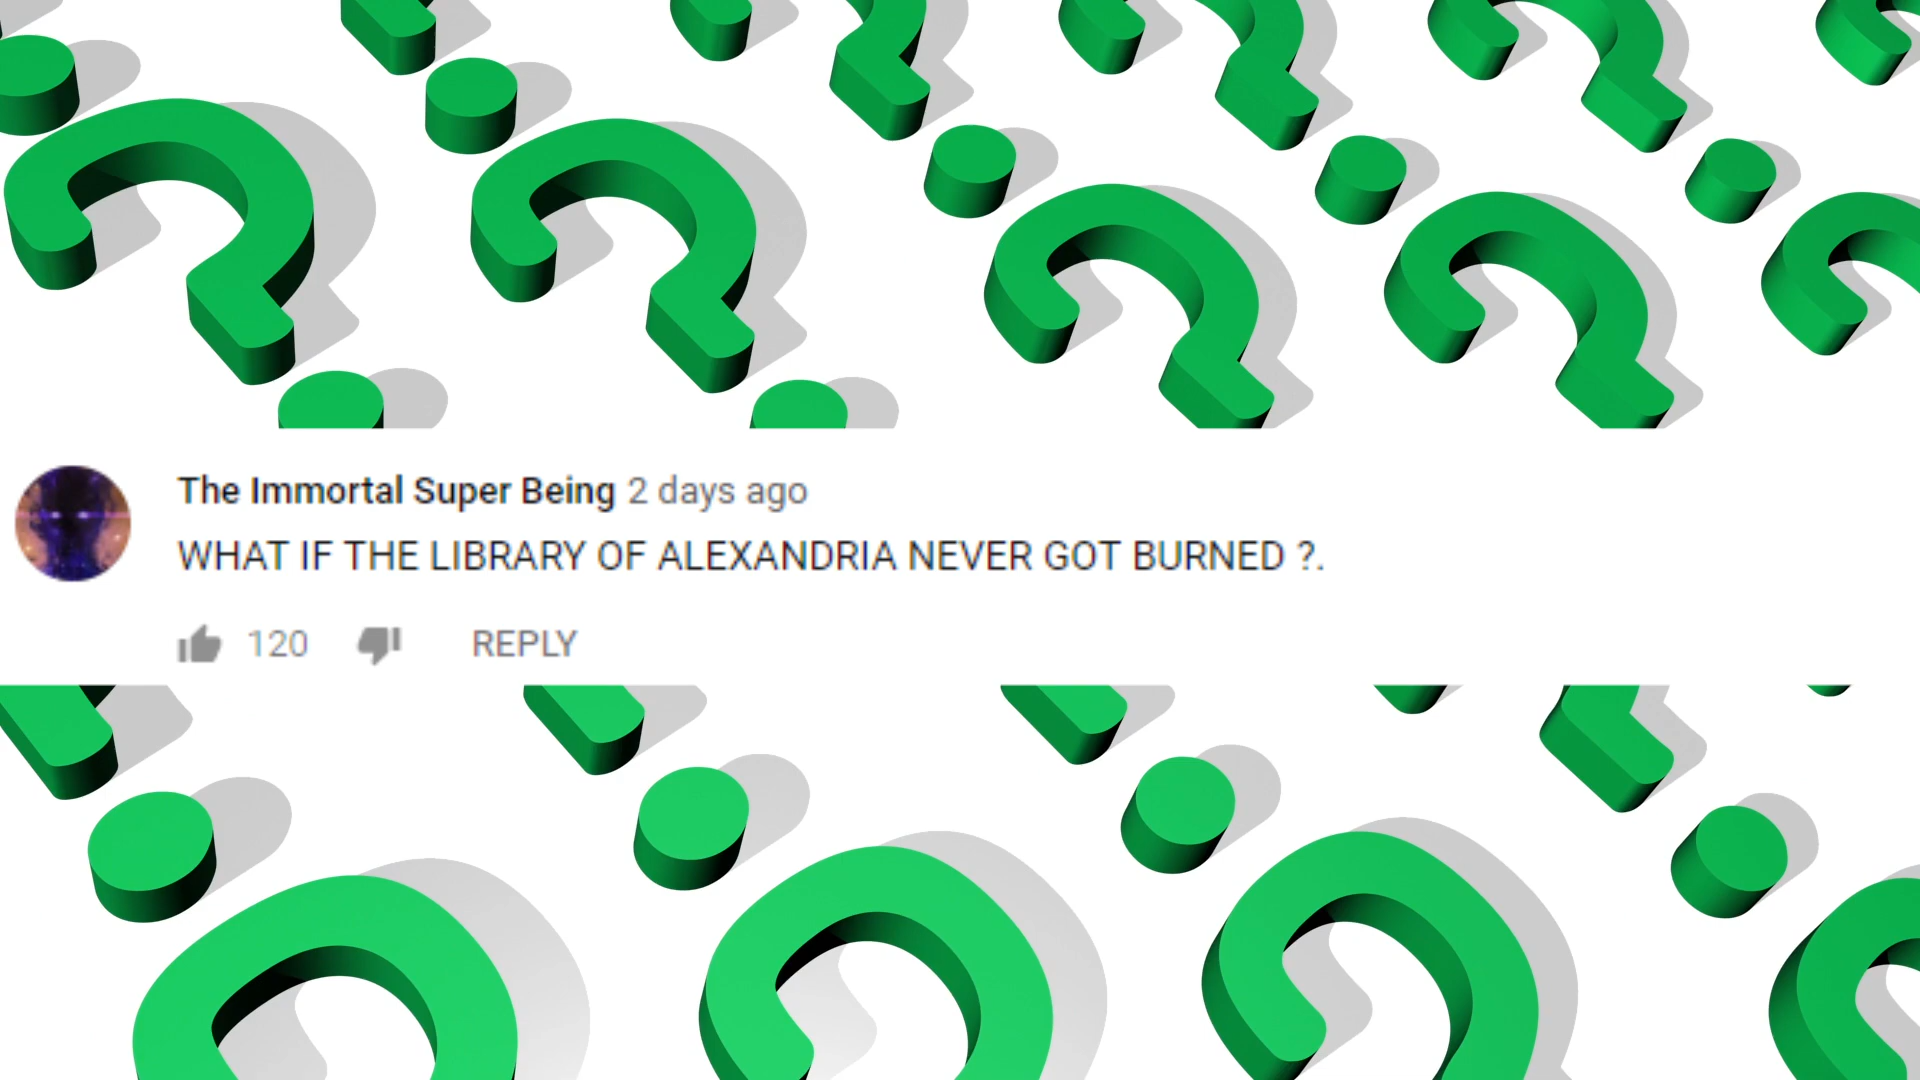 The Immortal Super Being 2 days ago
WHAT IF THE LIBRARY OF ALEXANDRIA NEVER GOT BURNED ?.
120 REPLY